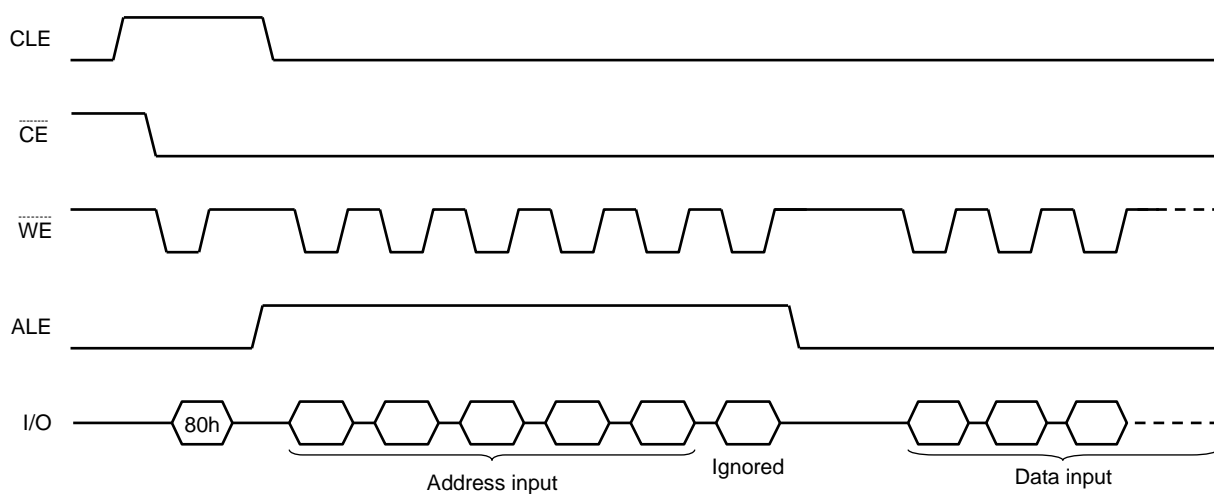 CLE
CE
WE
ALE
I/O
80h
Address input
Ignored
Data input